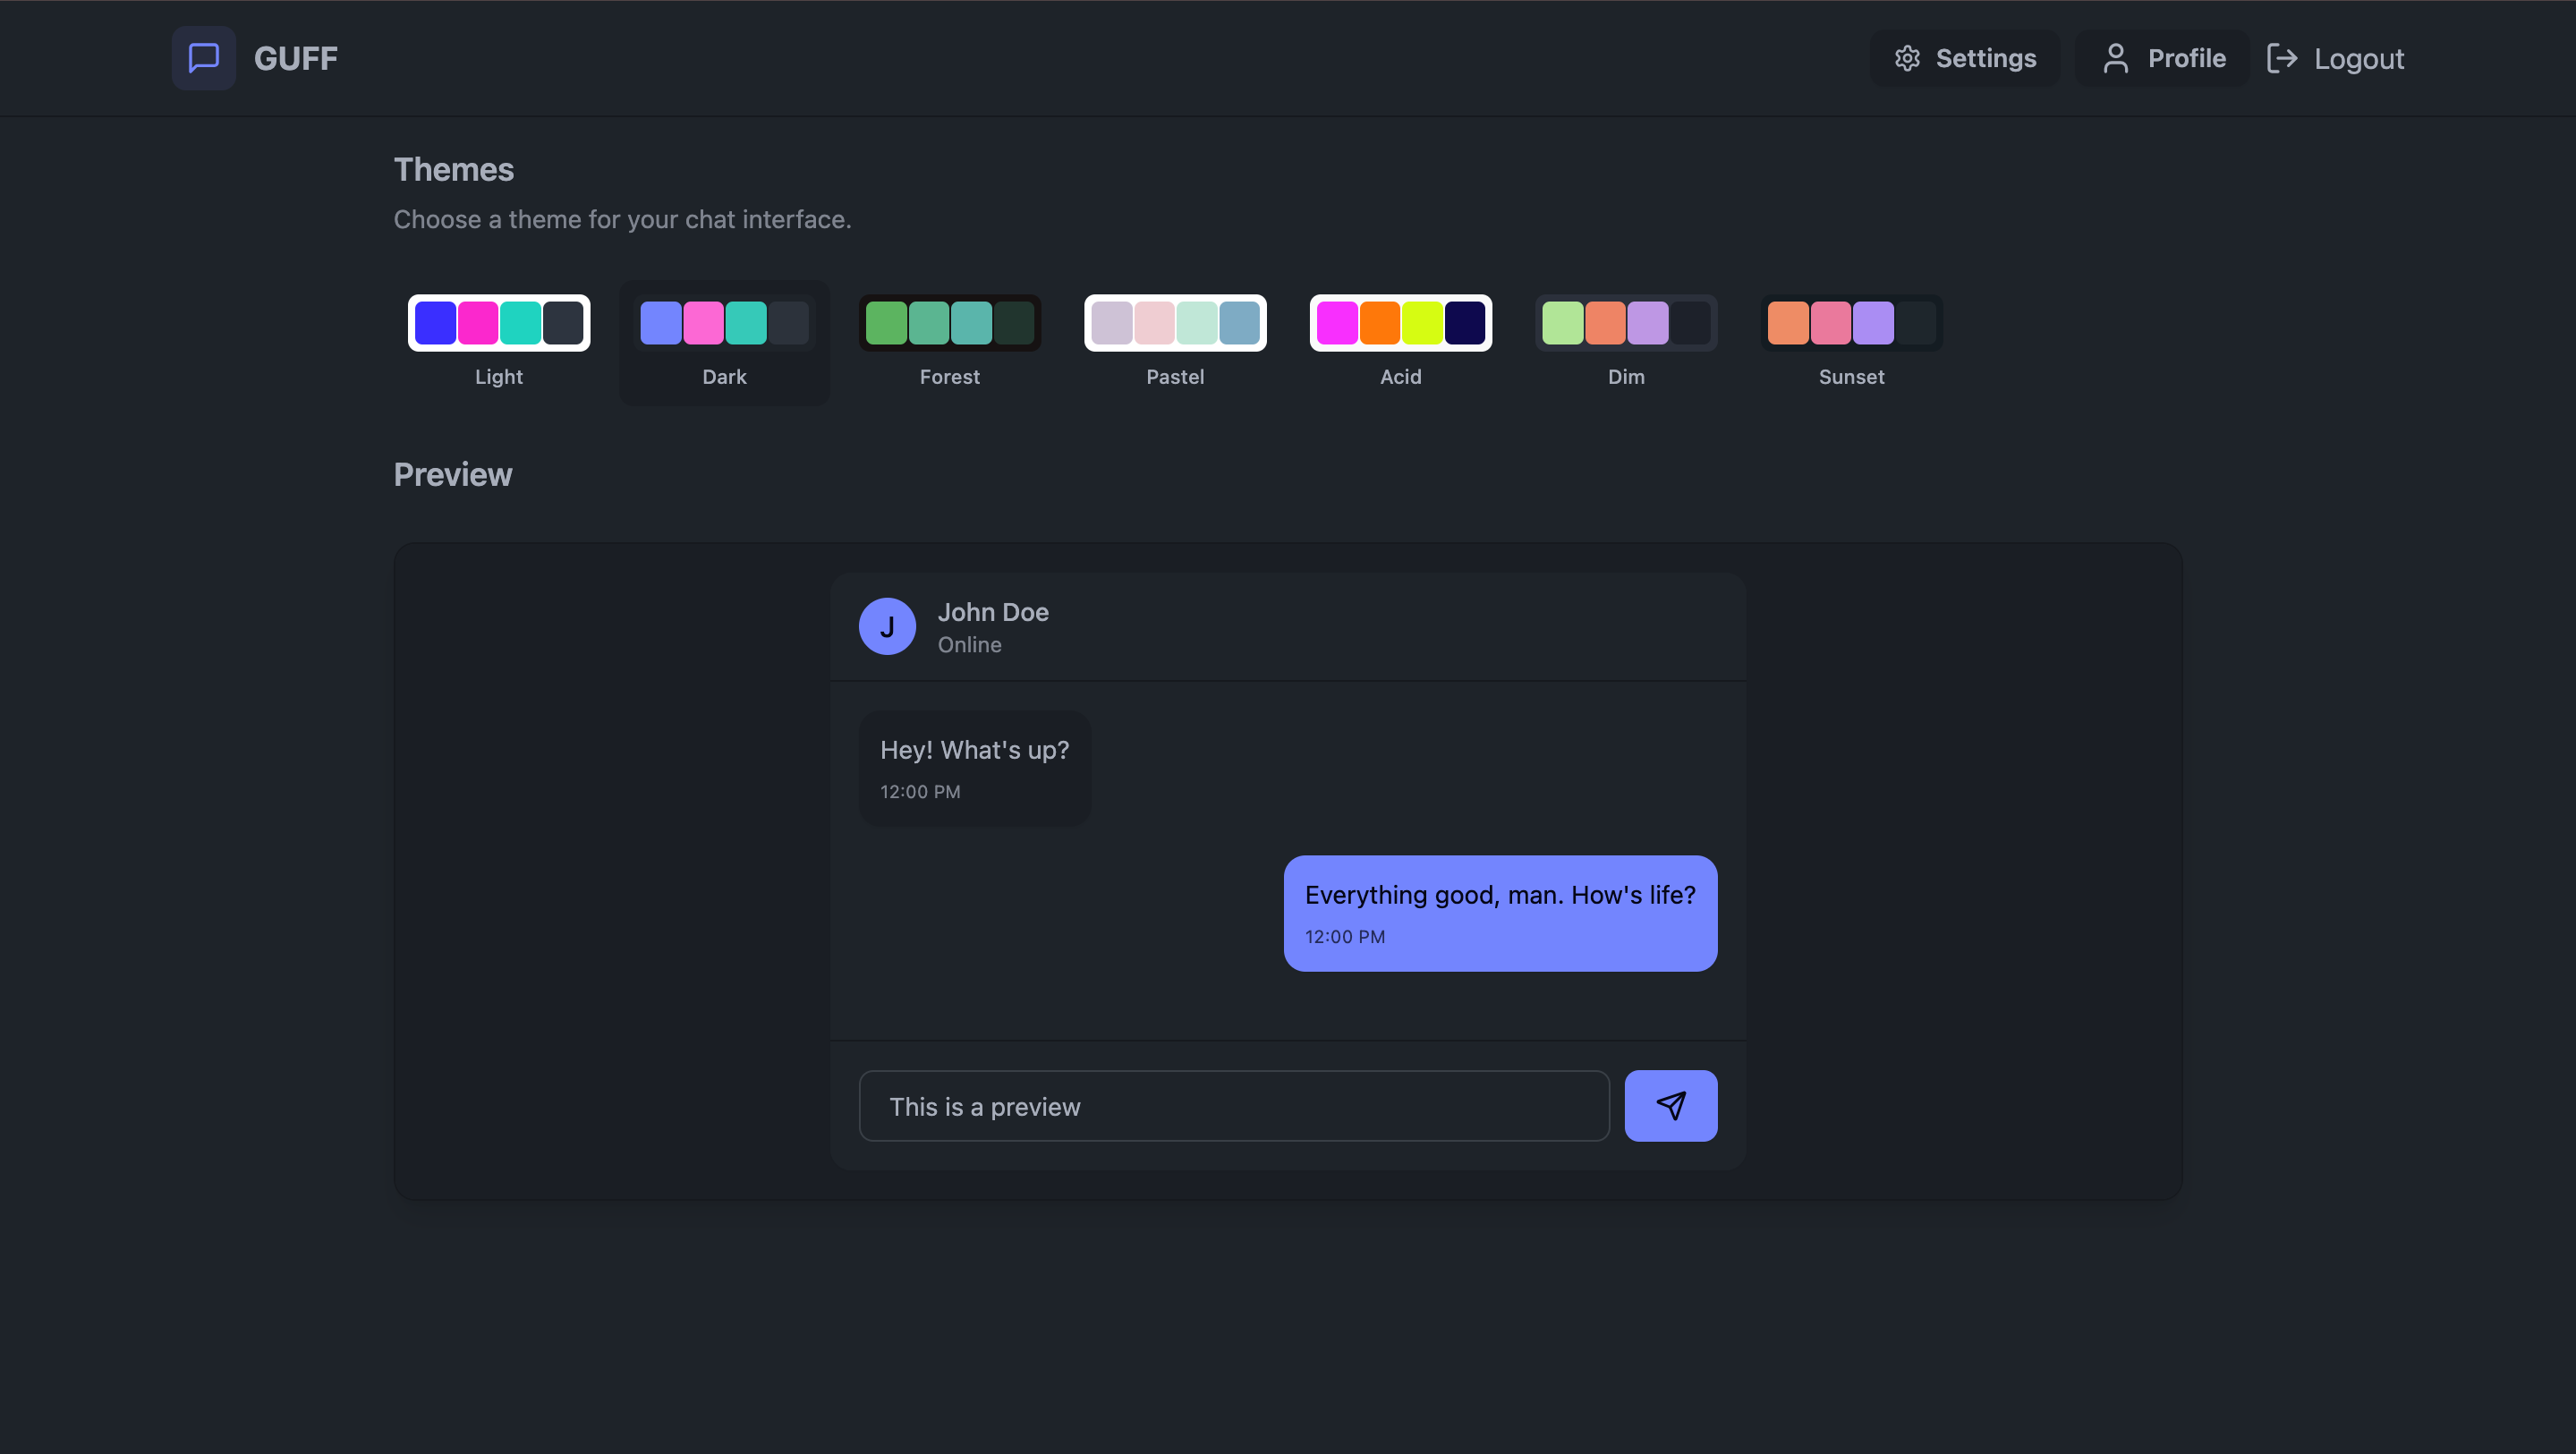 GUFF
Settings
Profile
Logout
Themes
Choose a theme for your chat interface.
Light
Dark
Forest
Pastel
Acid
Dim
Sunset
Preview
J
John Doe
Online
Hey! What's up?
12:00 PM
Everything good, man. How's life?
12:00 PM
This is a preview